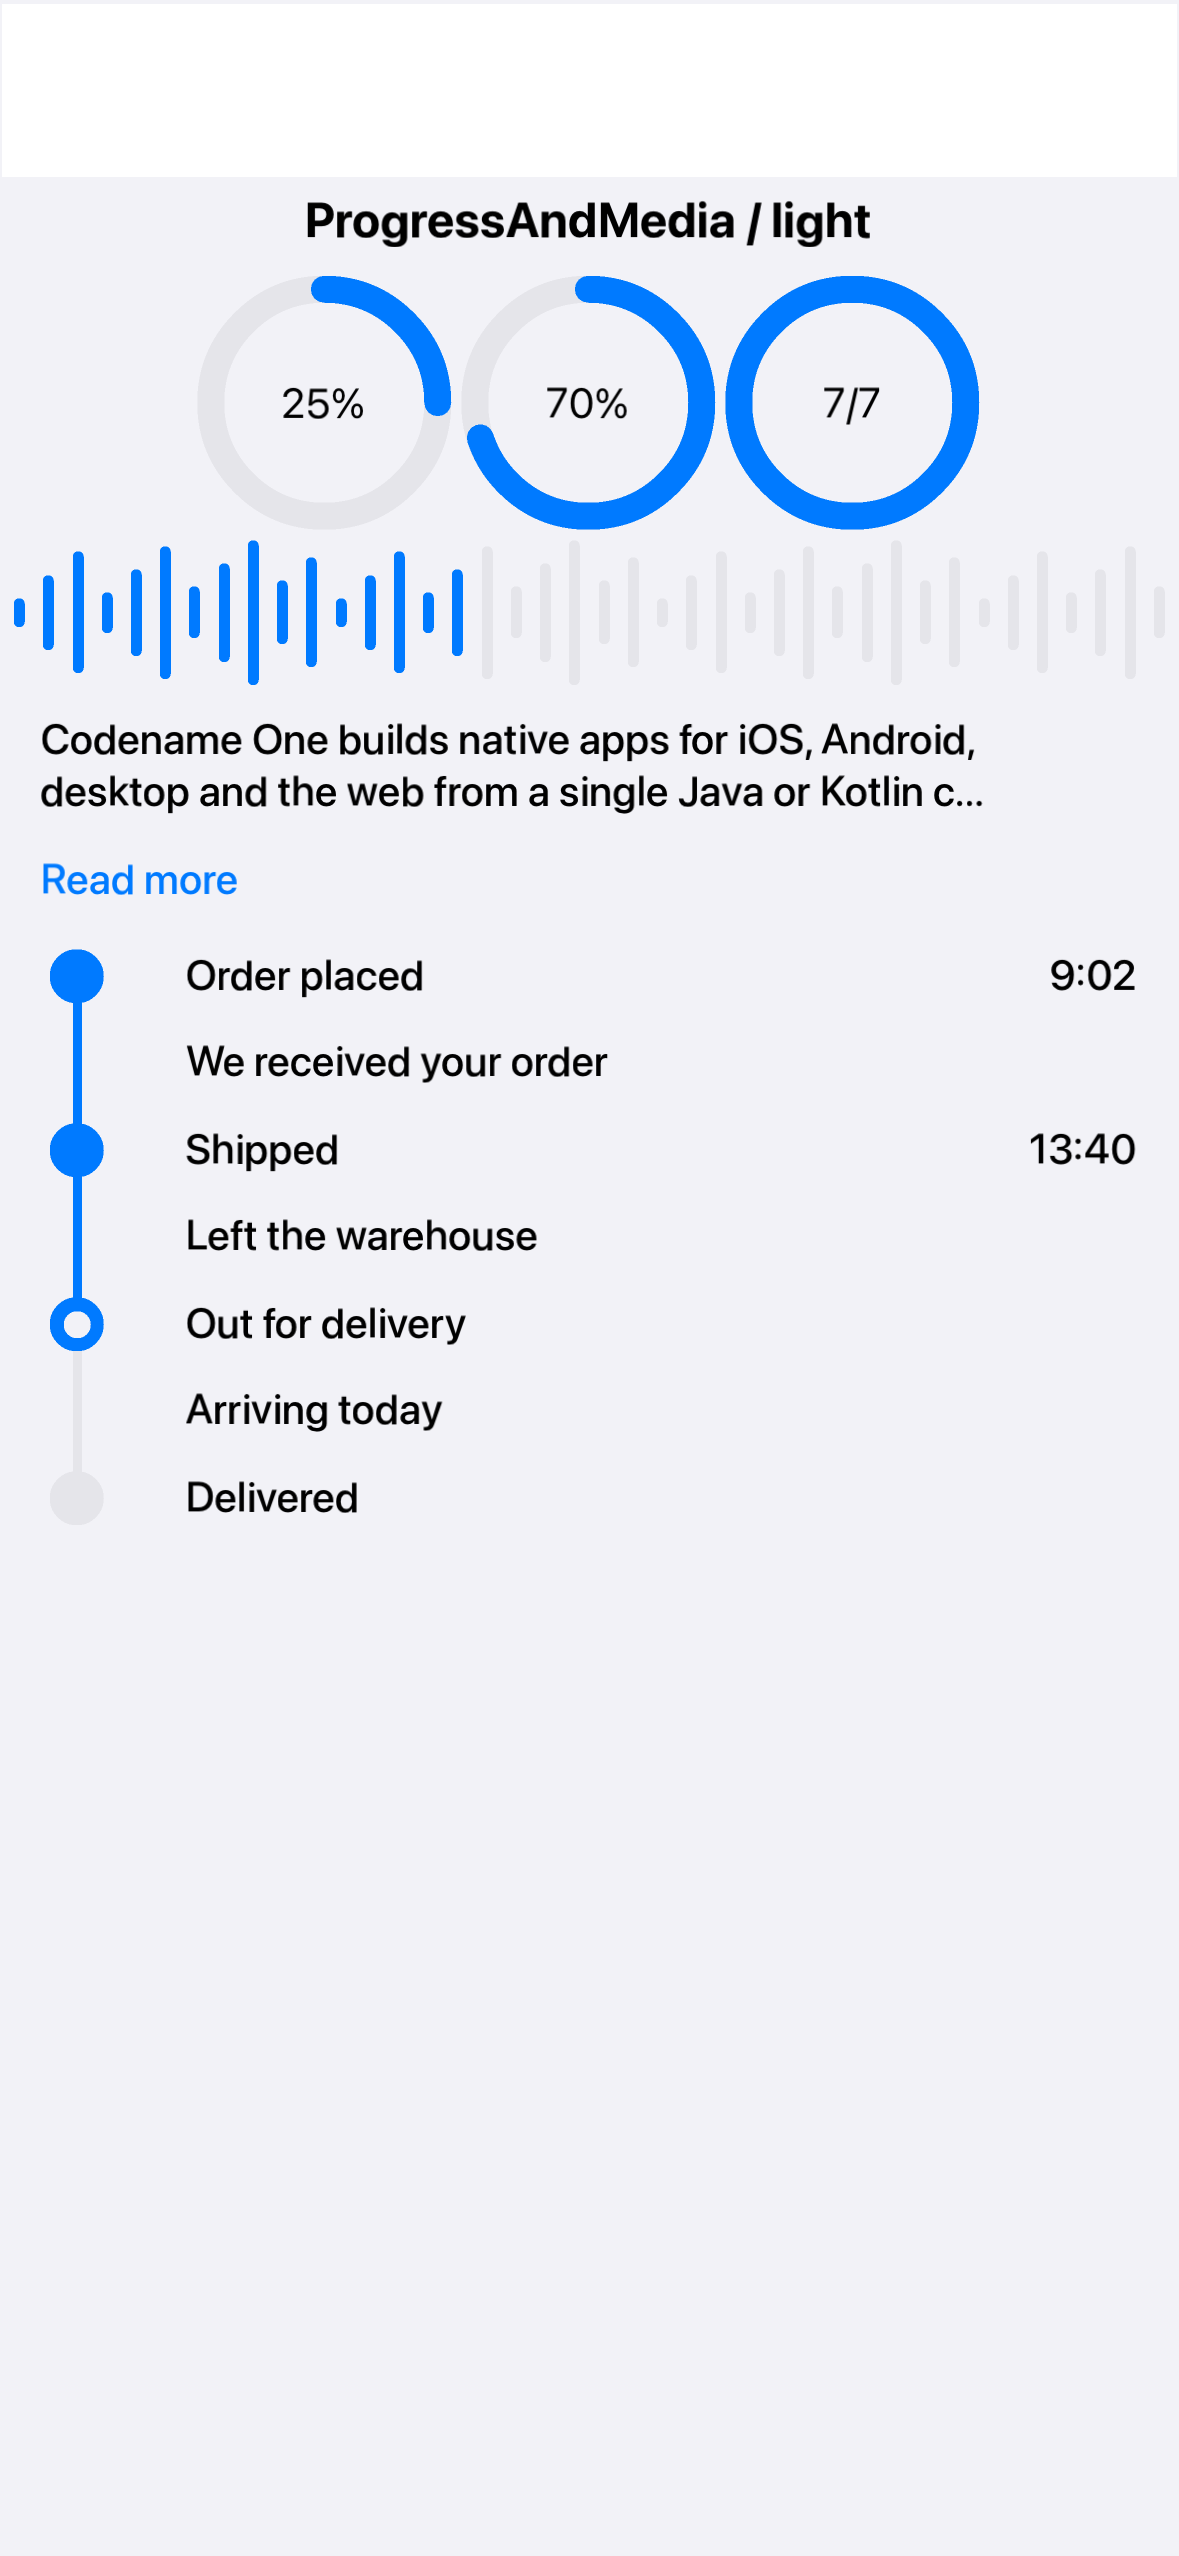 ProgressAndMedia / light
25%
70%
7/7
Codename One builds native apps for iOS, Android,
desktop and the web from a single Java or Kotlin c...
Read more
Order placed 9:02
We received your order
Shipped 13:40
Left the warehouse
Out for delivery
Arriving today
Delivered